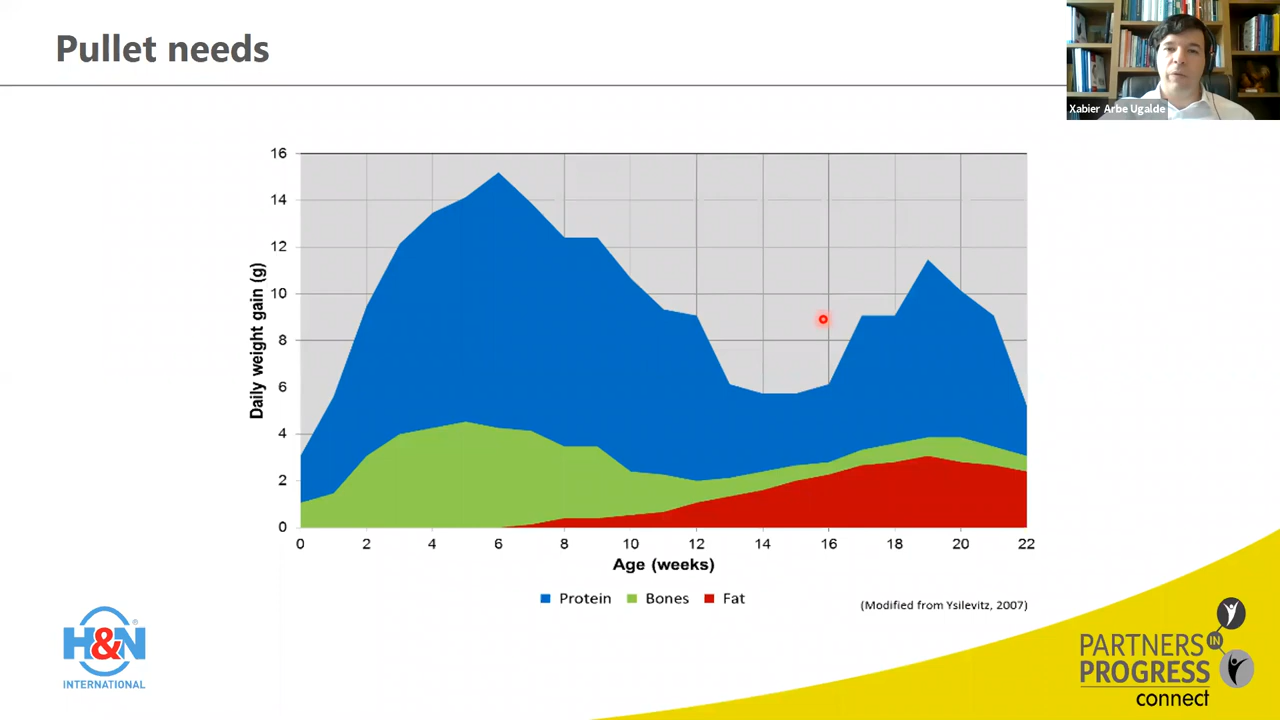 Pullet needs
Xabier Arbe Ugalde
16
14
12
10
8
6
4
2
0
Daily weight gain (g)
0 2 4 6 8 10 12 14 16 18 20 22
Age (weeks)
Protein Bones Fat
(Modified from Ysilevitz, 2007)
H&N®
INTERNATIONAL
PARTNERS IN
PROGRESS
connect